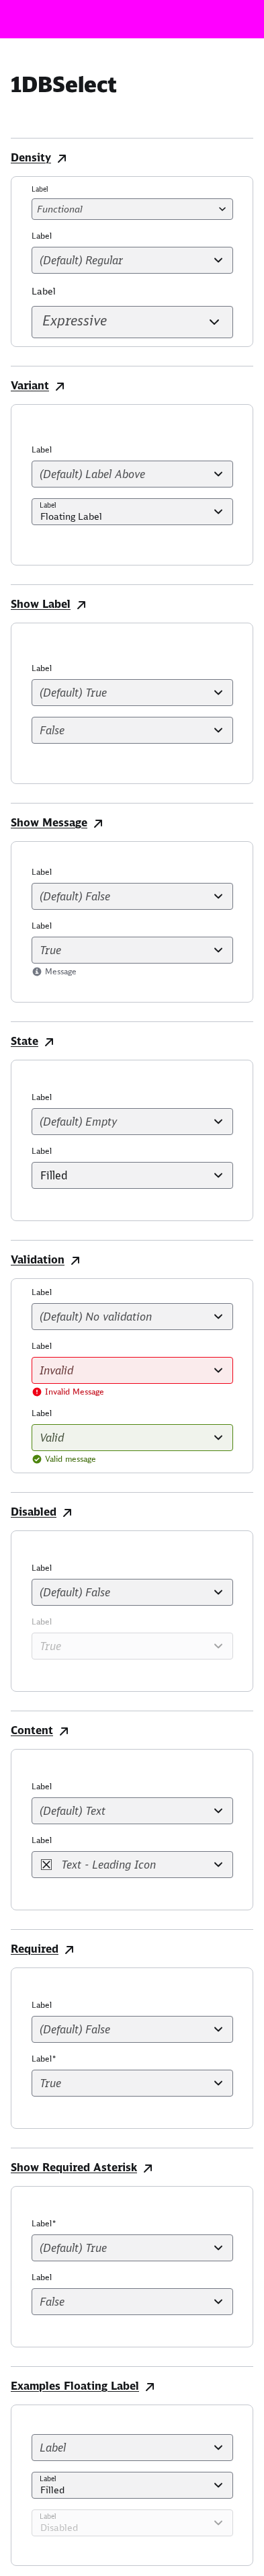 1DBSelect
Density
Label
Functional
Label
(Default) Regular
Label
Expressive
Variant
Label
(Default) Label Above
Label
Floating Label
Show Label
Label
(Default) True
False
Show Message
Label
(Default) False
Label
True
Message
State
Label
(Default) Empty
Label
Filled
Validation
Label
(Default) No validation
Label
Invalid
Invalid Message
Label
Valid
Valid message
Disabled
Label
(Default) False
Label
True
Content
Label
(Default) Text
Label
Text - Leading Icon
Required
Label
(Default) False
Label*
True
Show Required Asterisk
Label*
(Default) True
Label
False
Examples Floating Label
Label
Label
Filled
Label
Disabled